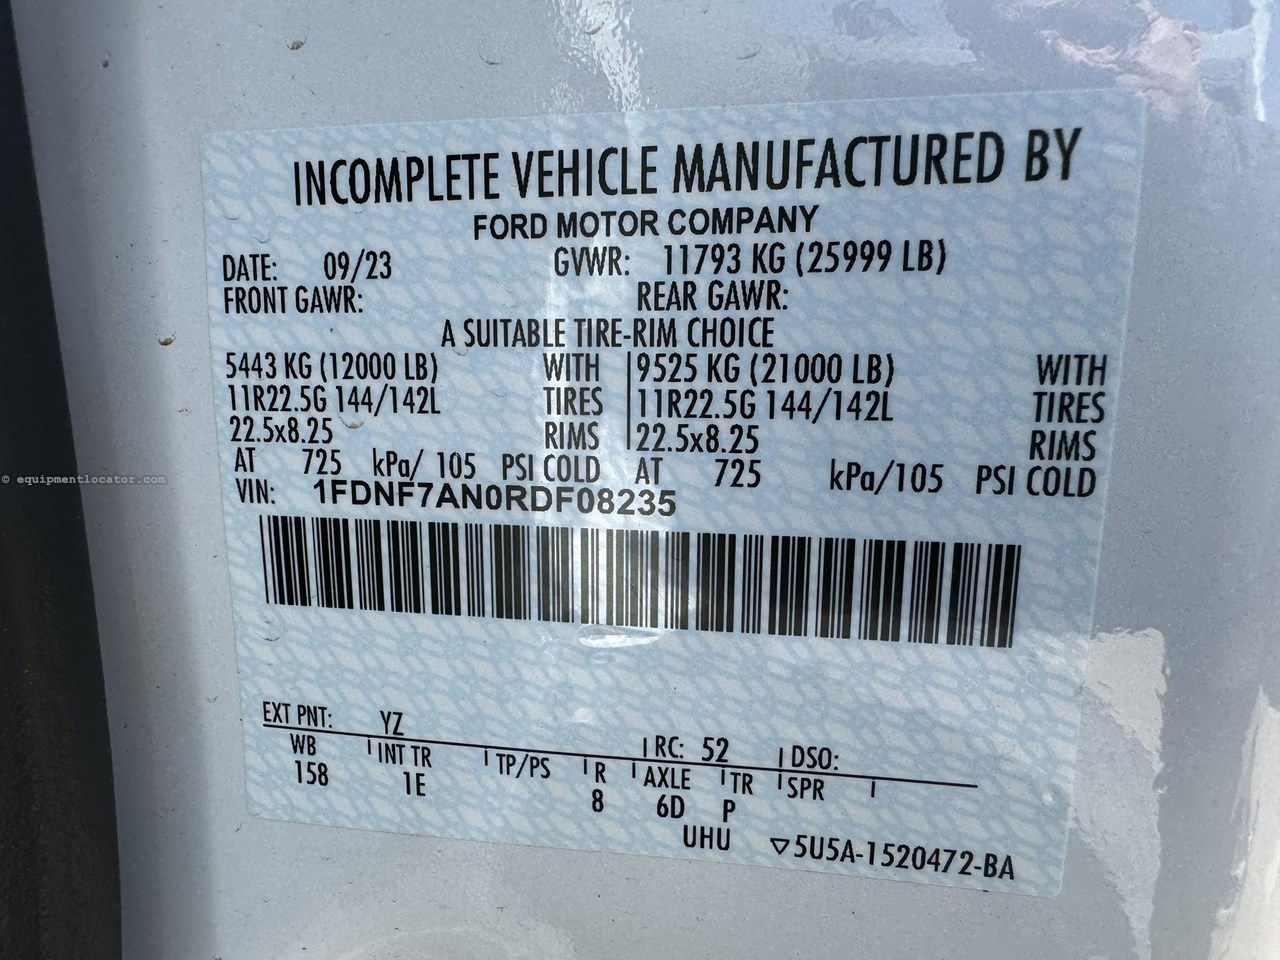 INCOMPLETE VEHICLE MANUFACTURED BY
FORD MOTOR COMPANY
DATE: 09/23 GVWR: 11793 KG (25999 LB)
FRONT GAWR: REAR GAWR:
A SUITABLE TIRE-RIM CHOICE
5443 KG (12000 LB) WITH 9525 KG (21000 LB) WITH
11R22.5G 144/142L TIRES 11R22.5G 144/142L TIRES
22.5x8.25 RIMS 22.5x8.25 RIMS
AT 725 kPa/ 105 PSI COLD AT 725 kPa/105 PSI COLD
VIN: 1FDNF7AN0RDF08235
EXT PNT: YZ RC: 52 DSO:
WB INT TR TP/PS R AXLE TR SPR
158 1E 8 6D P
UHU ▽5U5A-1520472-BA
© equipmentlocator.com